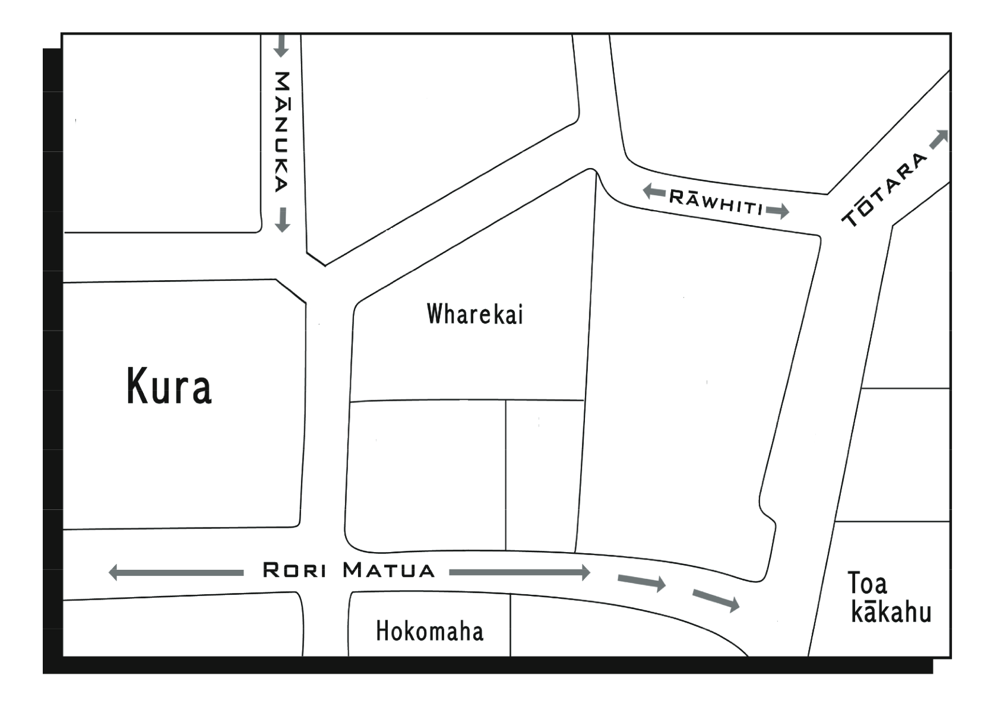 MĀNUKA
RĀWHITI
TŌTARA
Wharekai
Kura
RORI MATUA
Toa
kākahu
Hokomaha